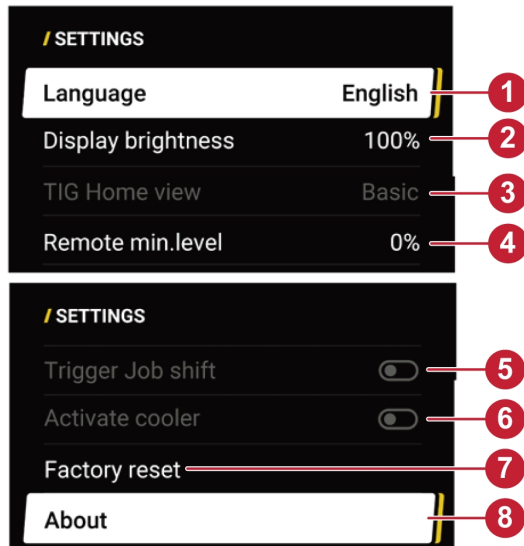 / SETTINGS
Language English 1
Display brightness 100% 2
TIG Home view Basic 3
Remote min.level 0% 4
/ SETTINGS
Trigger Job shift 5
Activate cooler 6
Factory reset 7
About 8